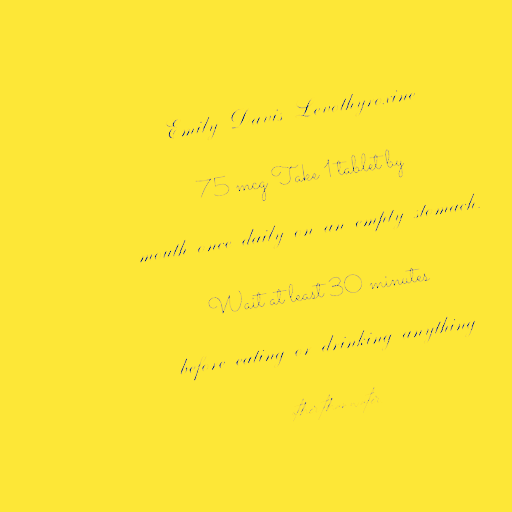 Emily Davis Levothyroxine
75 mcg Take 1 tablet by
mouth once daily on an empty stomach.
Wait at least 30 minutes
before eating or drinking anything